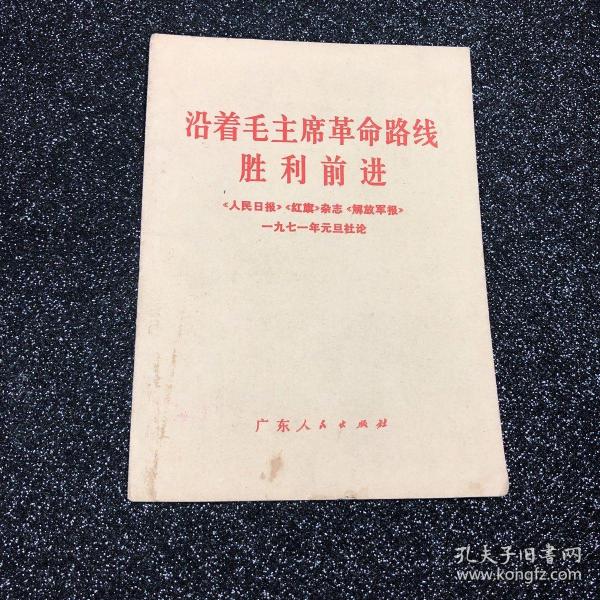 沿着毛主席革命路线
胜利前进
《人民日报》《红旗》杂志《解放军报》
一九七一年元旦社论
广东人民出版社
孔夫子旧书网
www.kongfz.com